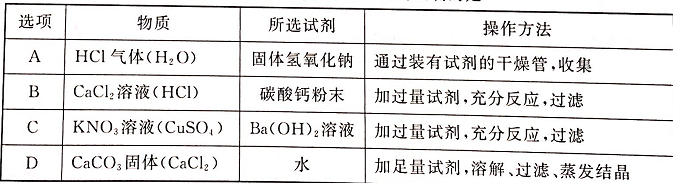 选项 物质 所选试剂 操作方法
A HCl气体(H₂O) 固体氢氧化钠 通过装有试剂的干燥管,收集
B CaCl₂溶液(HCl) 碳酸钙粉末 加过量试剂,充分反应,过滤
C KNO₃溶液(CuSO₄) Ba(OH)₂溶液 加过量试剂,充分反应,过滤
D CaCO₃固体(CaCl₂) 水 加足量试剂,溶解、过滤、蒸发结晶